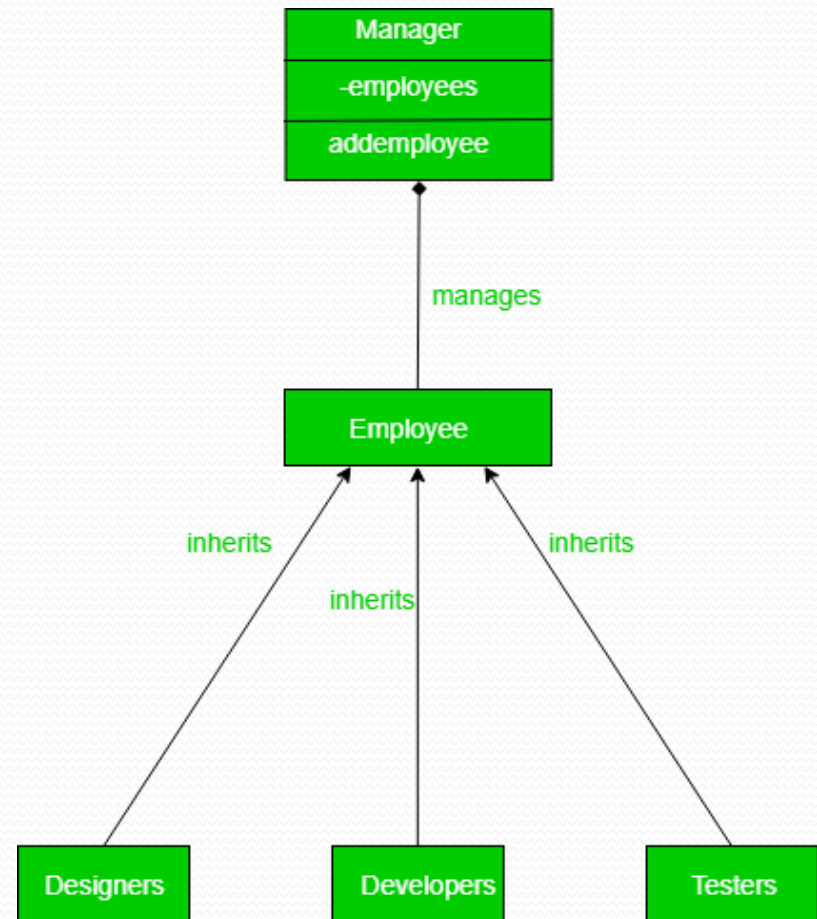 Manager
-employees
addemployee
manages
Employee
inherits
inherits
inherits
Designers
Developers
Testers